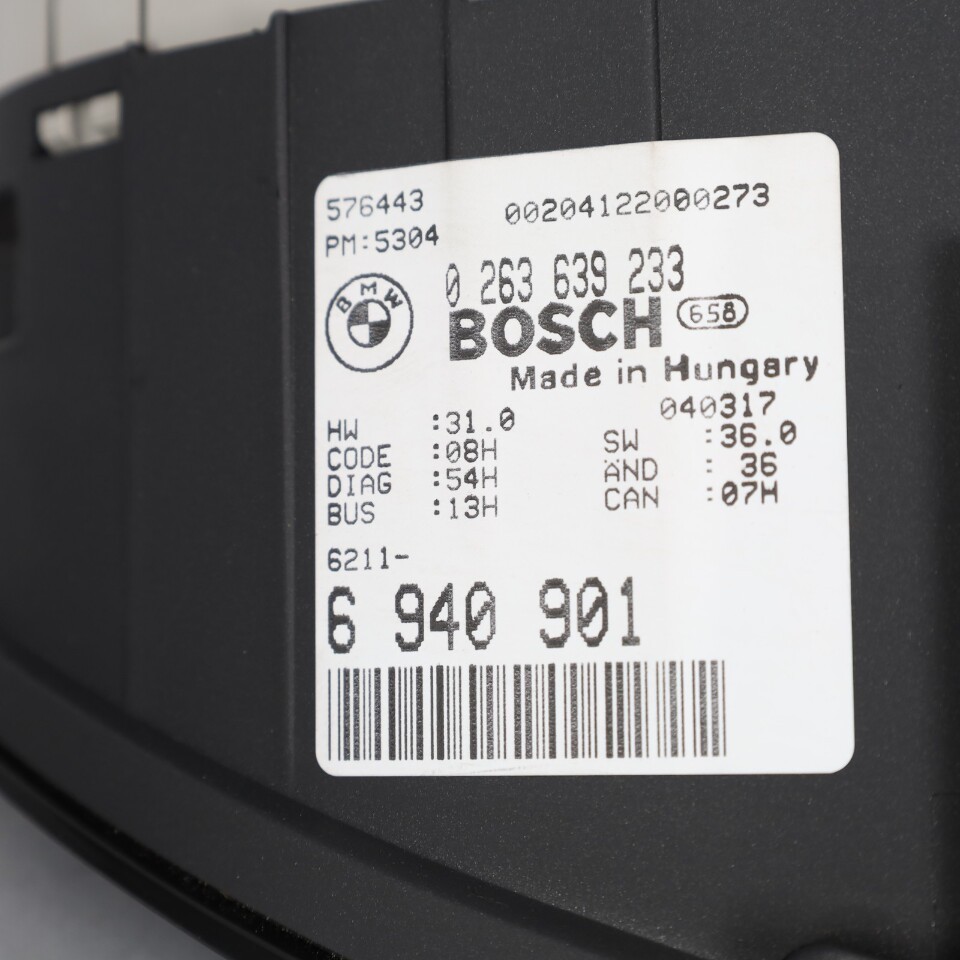 576443 00204122000273
PM:5304
BMW
0 263 639 233
BOSCH 658
Made in Hungary
040317
HW :31.0 SW :36.0
CODE :08H ÄND : 36
DIAG :54H CAN :07H
BUS :13H
6211-
6 940 901